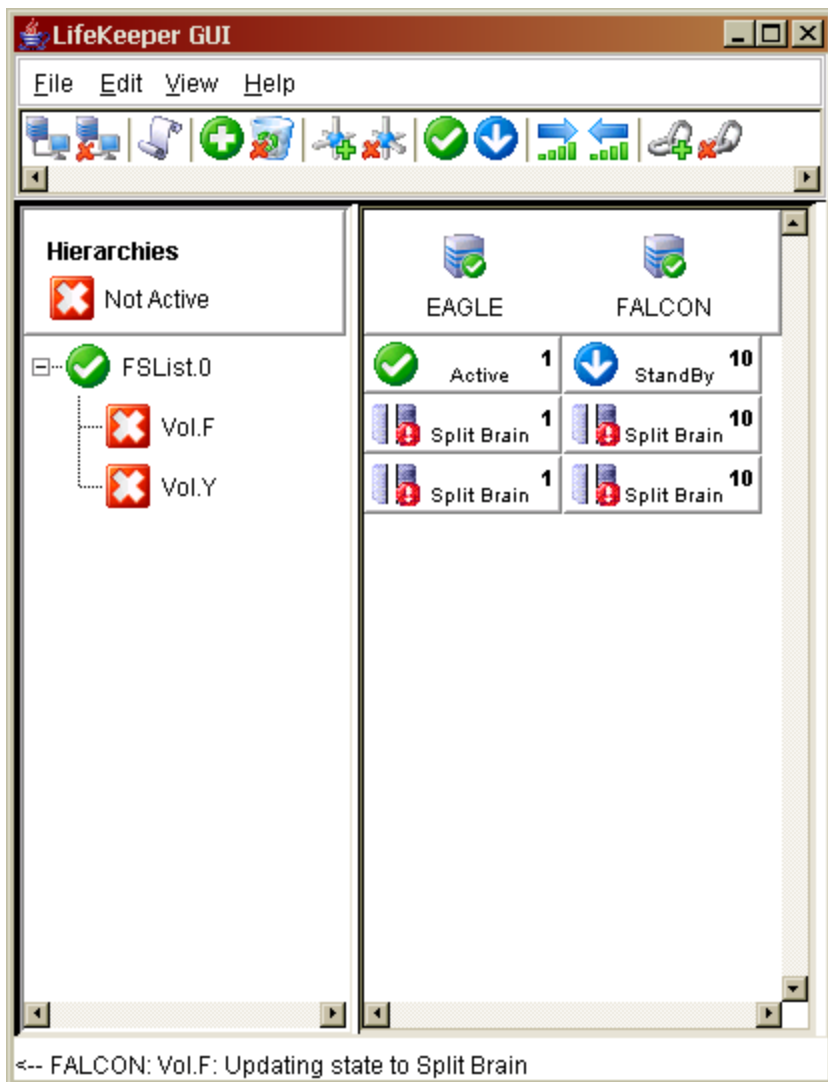 LifeKeeper GUI
File Edit View Help
Hierarchies
Not Active
EAGLE FALCON
FSList.0
Active 1 StandBy 10
Vol.F
Split Brain 1 Split Brain 10
Vol.Y
Split Brain 1 Split Brain 10
<-- FALCON: Vol.F: Updating state to Split Brain